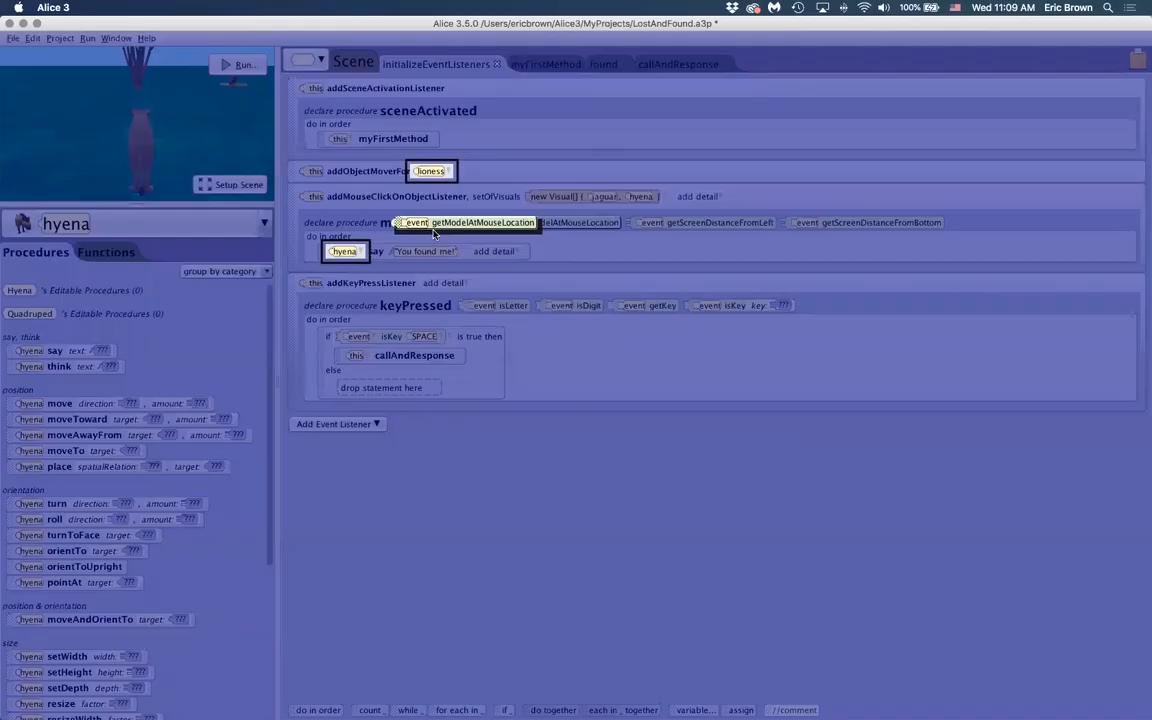 Alice 3 100% Wed 11:09 AM Eric Brown
Alice 3.5.0 /Users/ericbrown/Alice3/MyProjects/LostAndFound.a3p *
File Edit Project Run Window Help
Run...
Setup Scene
hyena
Procedures Functions
group by category
Hyena 's Editable Procedures (0)
Quadruped 's Editable Procedures (0)
say, think
hyena say text: ???
hyena think text: ???
position
hyena move direction: ??? , amount: ???
hyena moveToward target: ??? , amount: ???
hyena moveAwayFrom target: ??? , amount: ???
hyena moveTo target: ???
hyena place spatialRelation: ??? , target: ???
orientation
hyena turn direction: ??? , amount: ???
hyena roll direction: ??? , amount: ???
hyena turnToFace target: ???
hyena orientTo target: ???
hyena orientToUpright
hyena pointAt target: ???
position & orientation
hyena moveAndOrientTo target: ???
size
hyena setWidth width: ???
hyena setHeight height: ???
hyena setDepth depth: ???
hyena resize factor: ???
hyena resizeWidth factor: ???
Scene initializeEventListeners myFirstMethod found callAndResponse
this addSceneActivationListener
declare procedure sceneActivated
do in order
this myFirstMethod
this addObjectMoverFor lioness
this addMouseClickOnObjectListener, setOfVisuals new Visual[] { jaguar, hyena } add detail
declare procedure m event getModelAtMouseLocation delAtMouseLocation event getScreenDistanceFromLeft event getScreenDistanceFromBottom
do in order
hyena say "You found me!" add detail
this addKeyPressListener add detail
declare procedure keyPressed event isLetter event isDigit event getKey event isKey key: ???
do in order
if event isKey SPACE is true then
this callAndResponse
else
drop statement here
Add Event Listener
do in order count while for each in if do together each in together variable... assign //comment